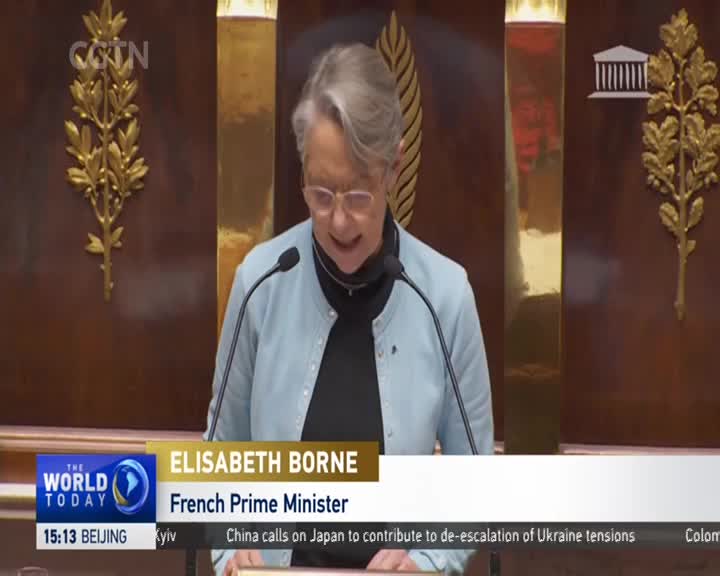 CGTN
ELISABETH BORNE
THE
WORLD
TODAY
French Prime Minister
15:13 BEIJING
Kyiv China calls on Japan to contribute to de-escalation of Ukraine tensions Colom